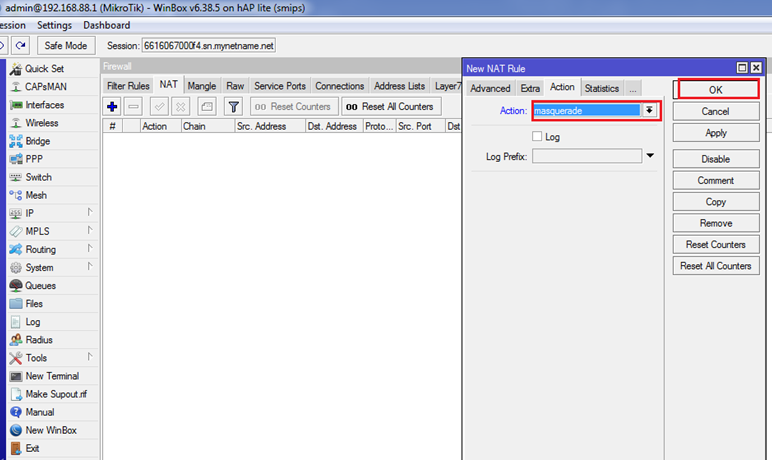 admin@192.168.88.1 (MikroTik) - WinBox v6.38.5 on hAP lite (smips)
ession Settings Dashboard
Safe Mode Session: 6616067000f4.sn.mynetname.net
Quick Set
CAPsMAN
Interfaces
Wireless
Bridge
PPP
Switch
Mesh
IP
MPLS
Routing
System
Queues
Files
Log
Radius
Tools
New Terminal
Make Supout.rif
Manual
New WinBox
Exit
Firewall
Filter Rules NAT Mangle Raw Service Ports Connections Address Lists Layer7
00 Reset Counters 00 Reset All Counters
# Action Chain Src. Address Dst. Address Proto... Src. Port Dst
New NAT Rule
Advanced Extra Action Statistics ...
Action: masquerade
Log
Log Prefix:
OK
Cancel
Apply
Disable
Comment
Copy
Remove
Reset Counters
Reset All Counters